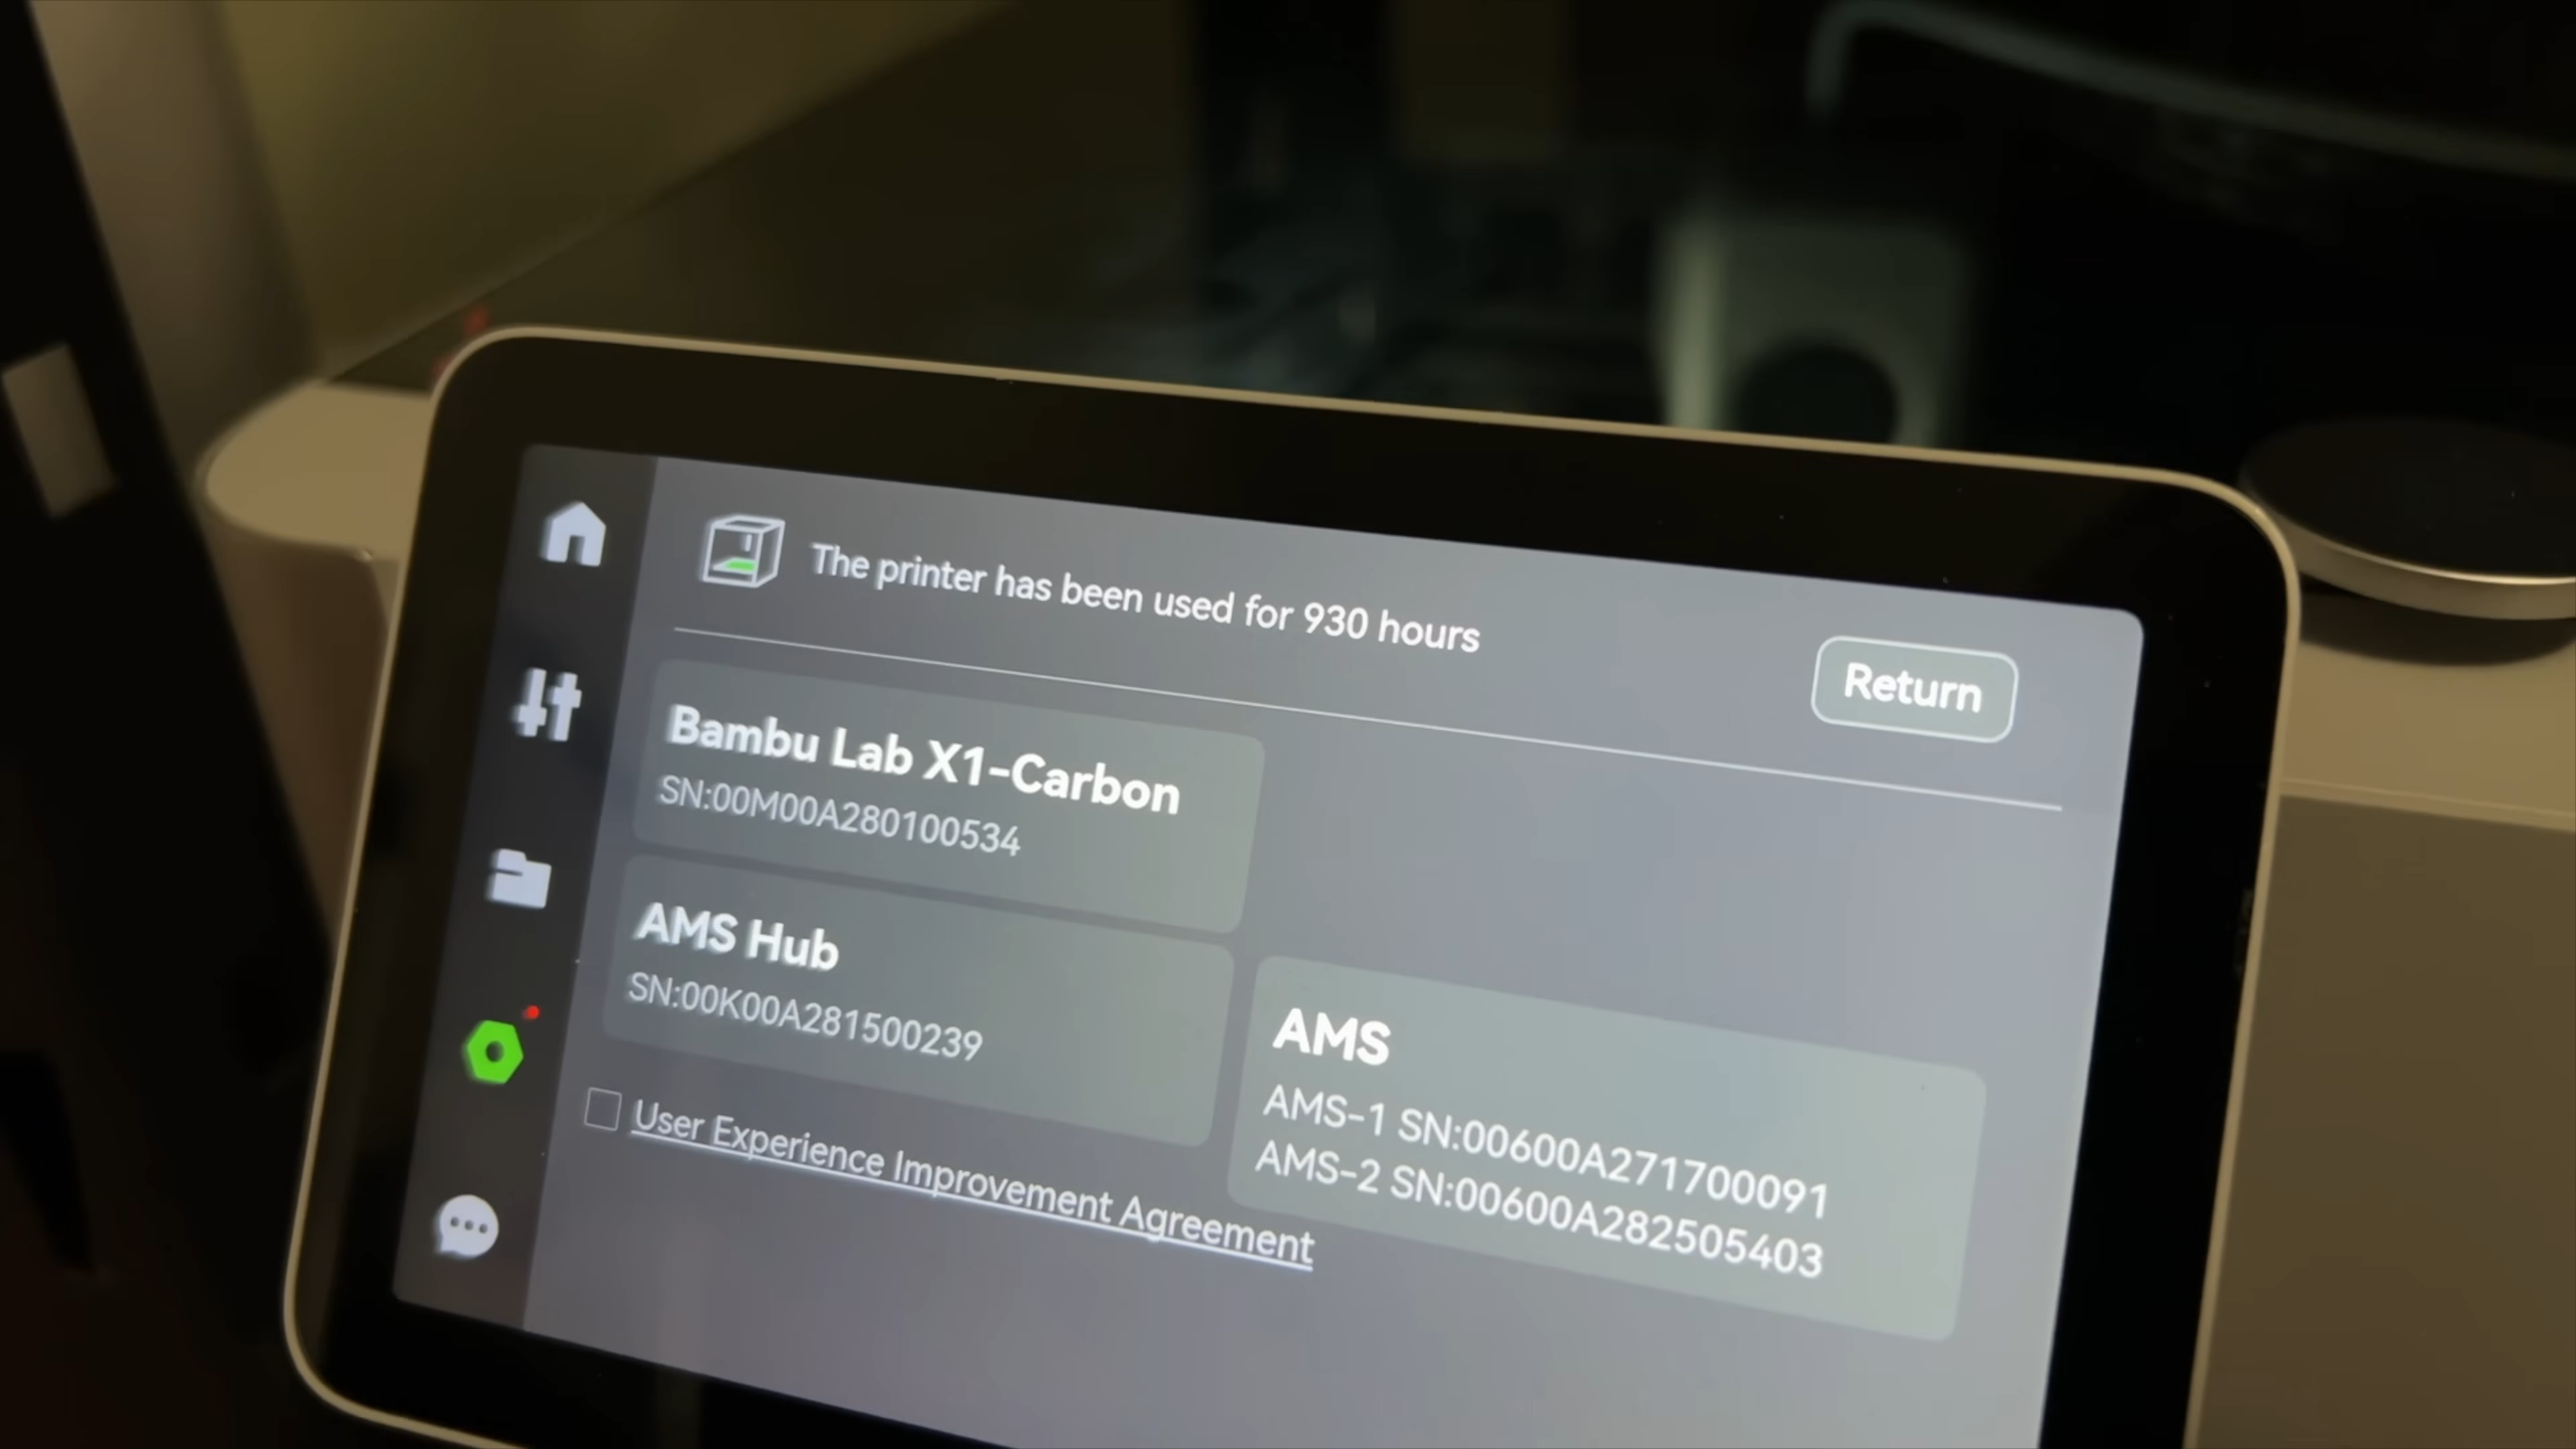 The printer has been used for 930 hours
Return
Bambu Lab X1-Carbon
SN:00M00A280100534
AMS Hub
SN:00K00A281500239
AMS
AMS-1 SN:00600A271700091
AMS-2 SN:00600A282505403
User Experience Improvement Agreement